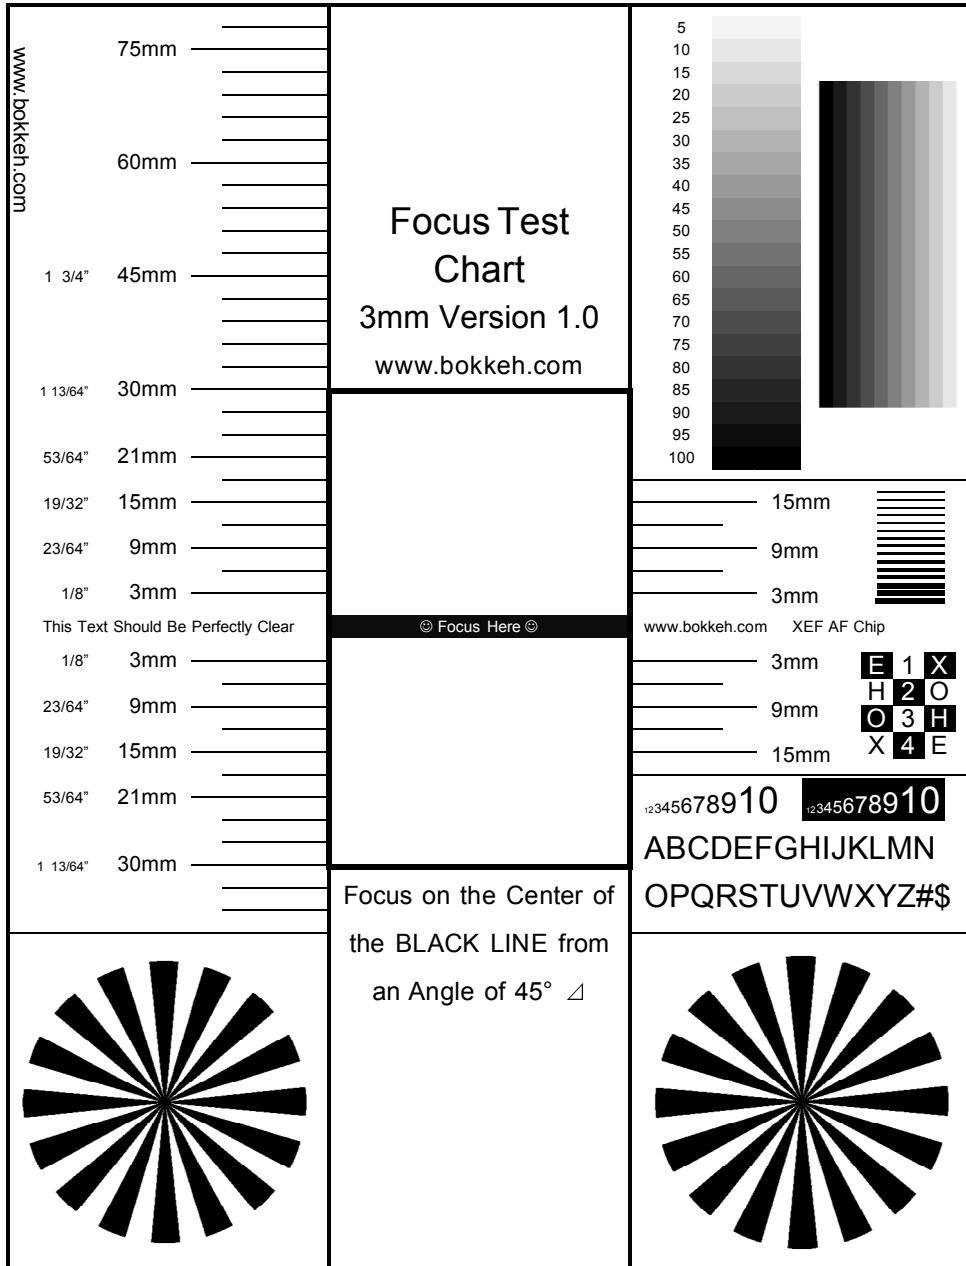 www.bokkeh.com
75mm
60mm
1 3/4" 45mm
1 13/64" 30mm
53/64" 21mm
19/32" 15mm
23/64" 9mm
1/8" 3mm
This Text Should Be Perfectly Clear
1/8" 3mm
23/64" 9mm
19/32" 15mm
53/64" 21mm
1 13/64" 30mm
Focus Test
Chart
3mm Version 1.0
www.bokkeh.com
☺ Focus Here ☺
Focus on the Center of
the BLACK LINE from
an Angle of 45° ⊿
5
10
15
20
25
30
35
40
45
50
55
60
65
70
75
80
85
90
95
100
15mm
9mm
3mm
www.bokkeh.com XEF AF Chip
3mm
9mm
15mm
E 1 X
H 2 O
O 3 H
X 4 E
12345678910 12345678910
ABCDEFGHIJKLMN
OPQRSTUVWXYZ#$